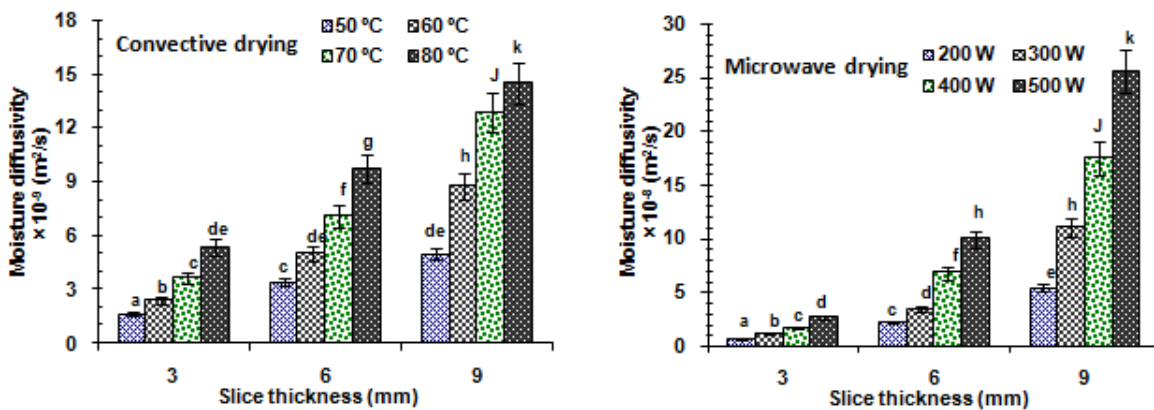 18
15
12
9
6
3
0
Moisture diffusivity
× 10⁻⁹ (m²/s)
Convective drying
50 ºC 60 ºC
70 ºC 80 ºC
a b c de
c de f g
de h J k
3 6 9
Slice thickness (mm)
30
25
20
15
10
5
0
Moisture diffusivity
× 10⁻⁸ (m²/s)
Microwave drying
200 W 300 W
400 W 500 W
a b c d
c d f h
e h J k
3 6 9
Slice thickness (mm)